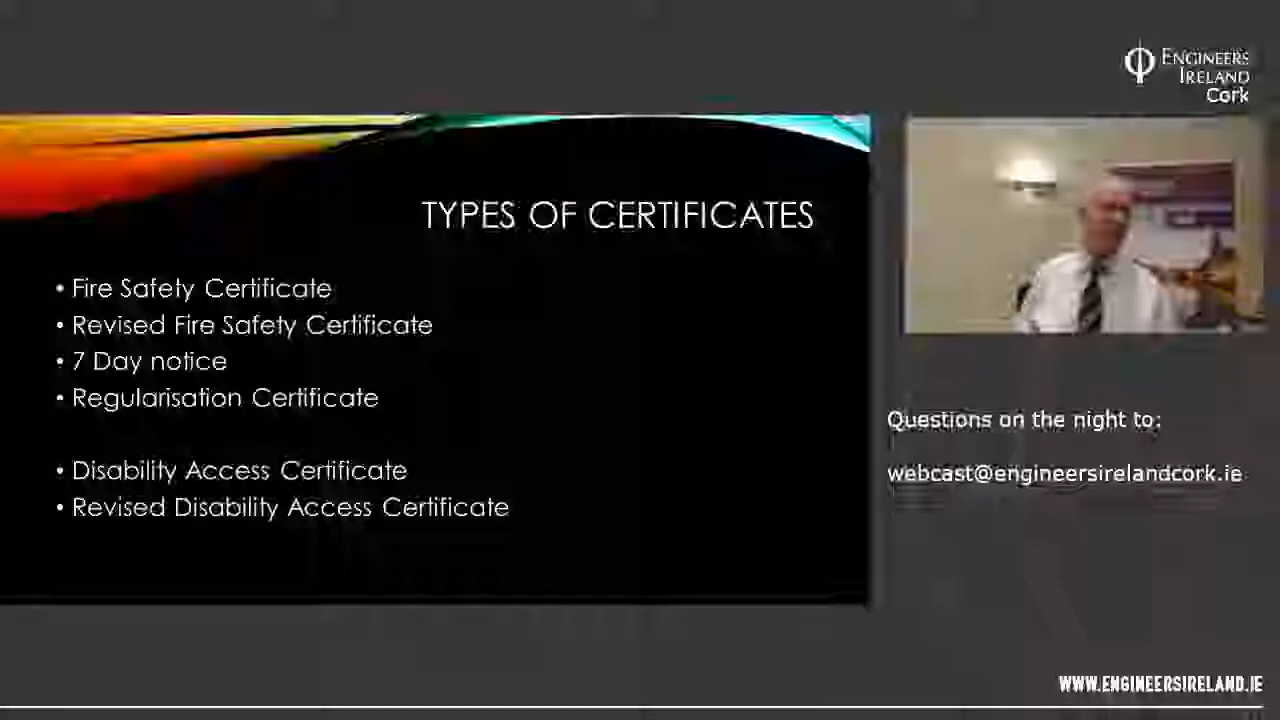 ENGINEERS
IRELAND
Cork
TYPES OF CERTIFICATES
• Fire Safety Certificate
• Revised Fire Safety Certificate
• 7 Day notice
• Regularisation Certificate
• Disability Access Certificate
• Revised Disability Access Certificate
Questions on the night to:
webcast@engineersirelandcork.ie
WWW.ENGINEERSIRELAND.IE